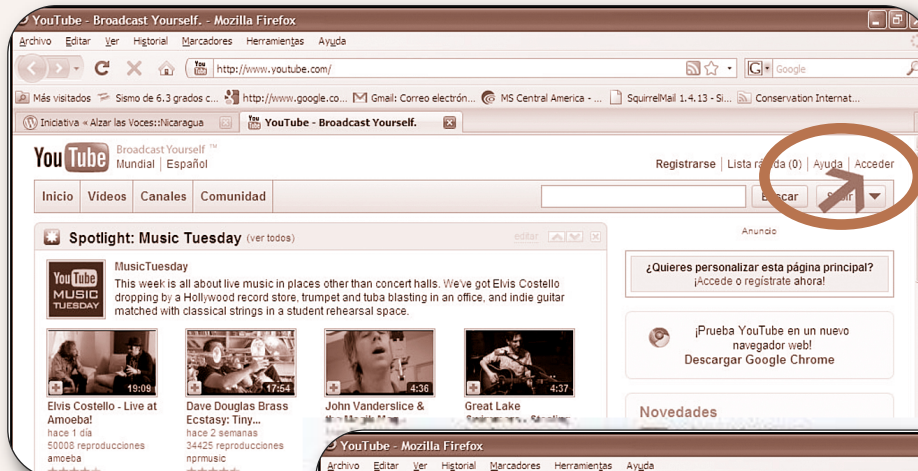 YouTube - Broadcast Yourself. - Mozilla Firefox
Archivo Editar Ver Historial Marcadores Herramientas Ayuda
http://www.youtube.com/
Google
Más visitados Sismo de 6.3 grados c... http://www.google.co... Gmail: Correo electrón... MS Central America - ... SquirrelMail 1.4.13 - Si... Conservation Internat...
Iniciativa « Alzar las Voces::Nicaragua YouTube - Broadcast Yourself.
YouTube Broadcast Yourself ™
Mundial | Español
Registrarse | Lista (0) | Ayuda | Acceder
Inicio Vídeos Canales Comunidad
Spotlight: Music Tuesday (ver todos) editar
Anuncio
MusicTuesday
YouTube MUSIC TUESDAY
This week is all about live music in places other than concert halls. We've got Elvis Costello
dropping by a Hollywood record store, trumpet and tuba blasting in an office, and indie guitar
matched with classical strings in a student rehearsal space.
¿Quieres personalizar esta página principal?
¡Accede o regístrate ahora!
¡Prueba YouTube en un nuevo
navegador web!
Descargar Google Chrome
19:09 17:54 4:36 4:37
Elvis Costello - Live at
Amoeba!
hace 1 día
50008 reproducciones
amoeba
Dave Douglas Brass
Ecstasy: Tiny...
hace 2 semanas
34425 reproducciones
nprmusic
John Vanderslice &
Great Lake
Novedades
YouTube - Mozilla Firefox
Archivo Editar Ver Historial Marcadores Herramientas Ayuda